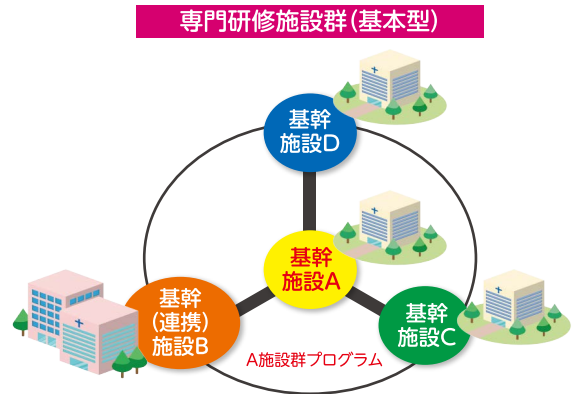 専門研修施設群(基本型)
基幹
施設D
基幹
施設A
基幹
(連携)
施設B
基幹
施設C
A施設群プログラム